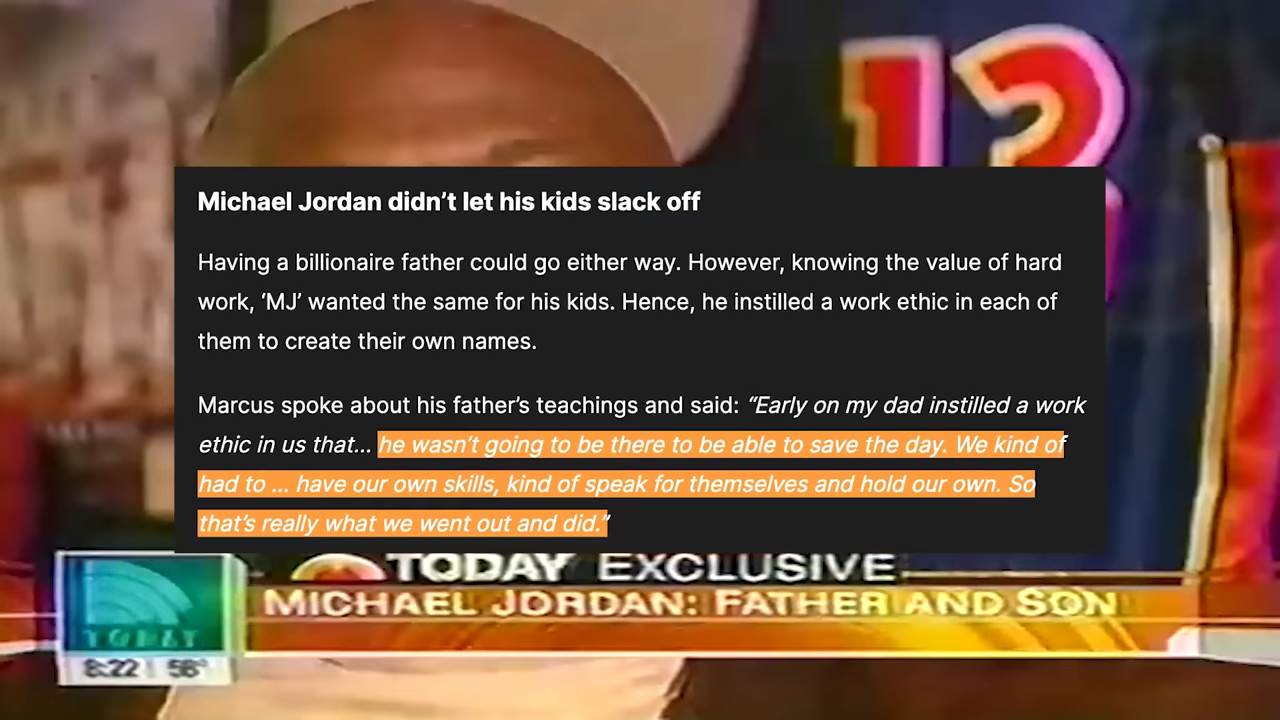 12
Michael Jordan didn’t let his kids slack off
Having a billionaire father could go either way. However, knowing the value of hard
work, ‘MJ’ wanted the same for his kids. Hence, he instilled a work ethic in each of
them to create their own names.
Marcus spoke about his father’s teachings and said: “Early on my dad instilled a work
ethic in us that... he wasn’t going to be there to be able to save the day. We kind of
had to ... have our own skills, kind of speak for themselves and hold our own. So
that’s really what we went out and did.”
TODAY EXCLUSIVE
MICHAEL JORDAN: FATHER AND SON
TODAY
8:22 56°